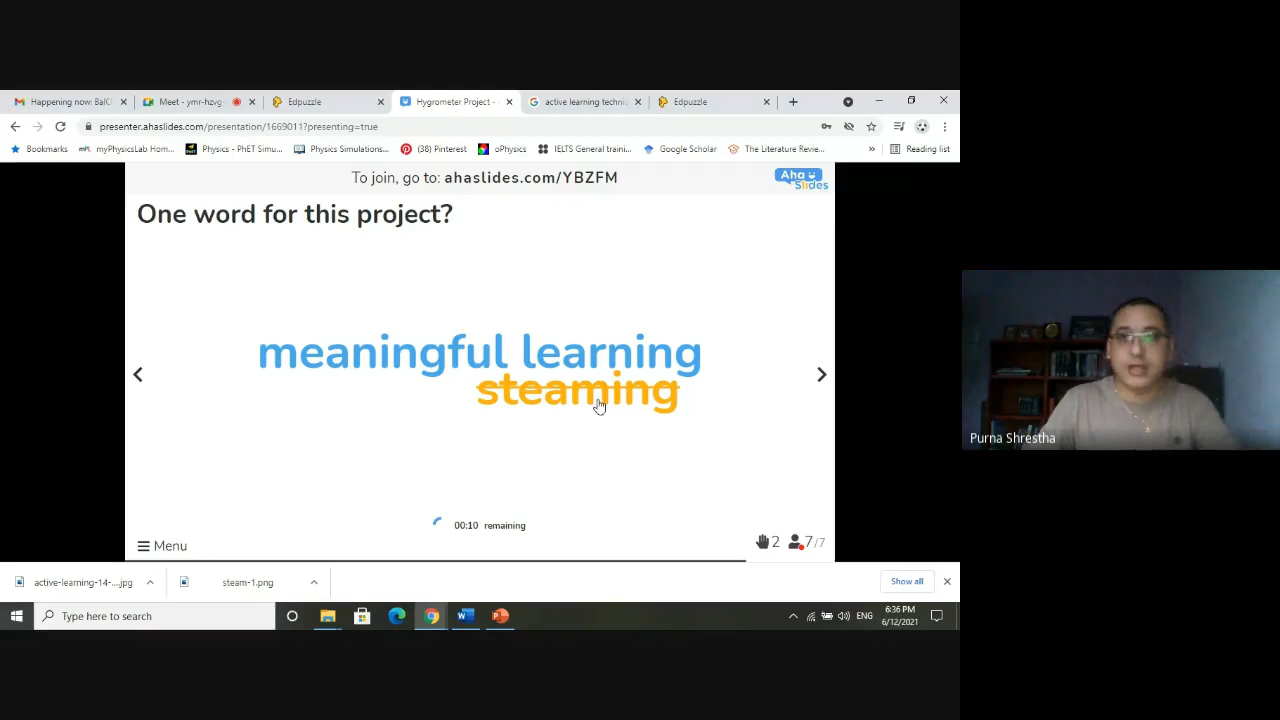 Happening now: BalC
Meet - ymr-hzvg-
Edpuzzle
Hygrometer Project -
active learning techni
Edpuzzle
presenter.ahaslides.com/presentation/1669011?presenting=true
Bookmarks
myPhysicsLab Hom...
Physics - PhET Simu...
Physics Simulations...
(38) Pinterest
oPhysics
IELTS General traini...
Google Scholar
The Literature Revie...
»
Reading list
To join, go to: ahaslides.com/YBZFM
Aha
Slides
One word for this project?
meaningful learning
steaming
00:10 remaining
Menu
2
7/7
Purna Shrestha
active-learning-14-....jpg
steam-1.png
Show all
Type here to search
ENG
6:36 PM
6/12/2021